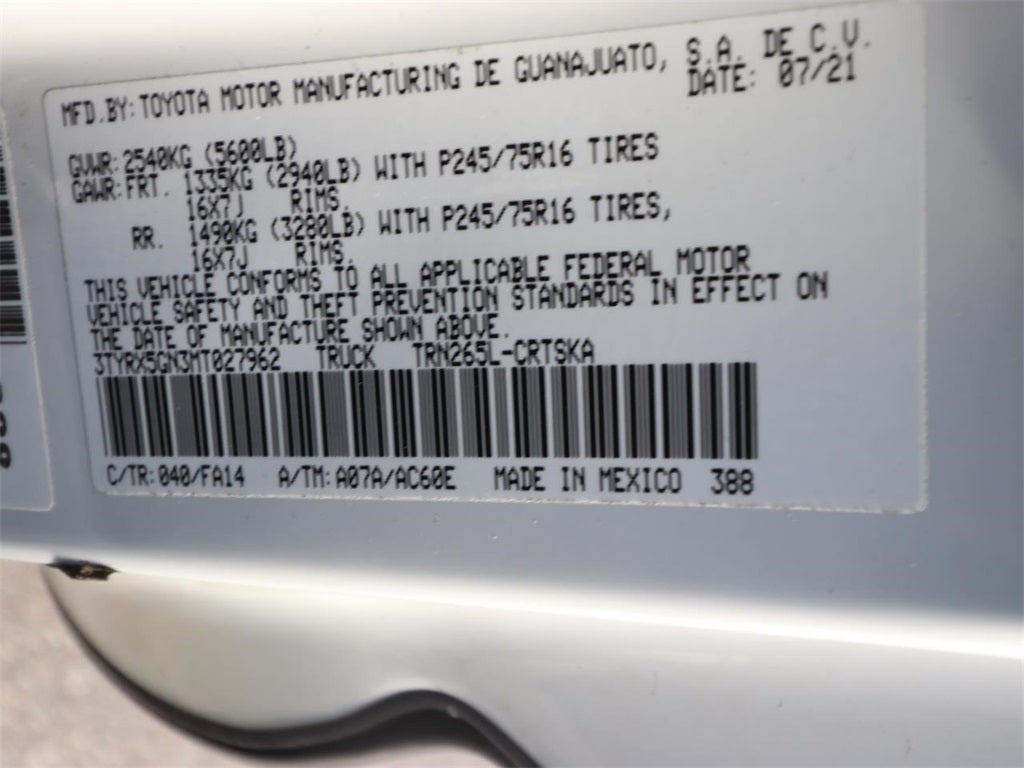 MFD.BY:TOYOTA MOTOR MANUFACTURING DE GUANAJUATO, S.A. DE C.V.
DATE: 07/21
GVWR:2540KG (5600LB)
GAWR:FRT. 1335KG (2940LB) WITH P245/75R16 TIRES
16X7J RIMS.
RR. 1490KG (3280LB) WITH P245/75R16 TIRES,
16X7J RIMS.
THIS VEHICLE CONFORMS TO ALL APPLICABLE FEDERAL MOTOR
VEHICLE SAFETY AND THEFT PREVENTION STANDARDS IN EFFECT ON
THE DATE OF MANUFACTURE SHOWN ABOVE.
3TYRX5GN3MT027962 TRUCK TRN265L-CRTSKA
C/TR:040/FA14 A/TM:A07A/AC60E MADE IN MEXICO 388